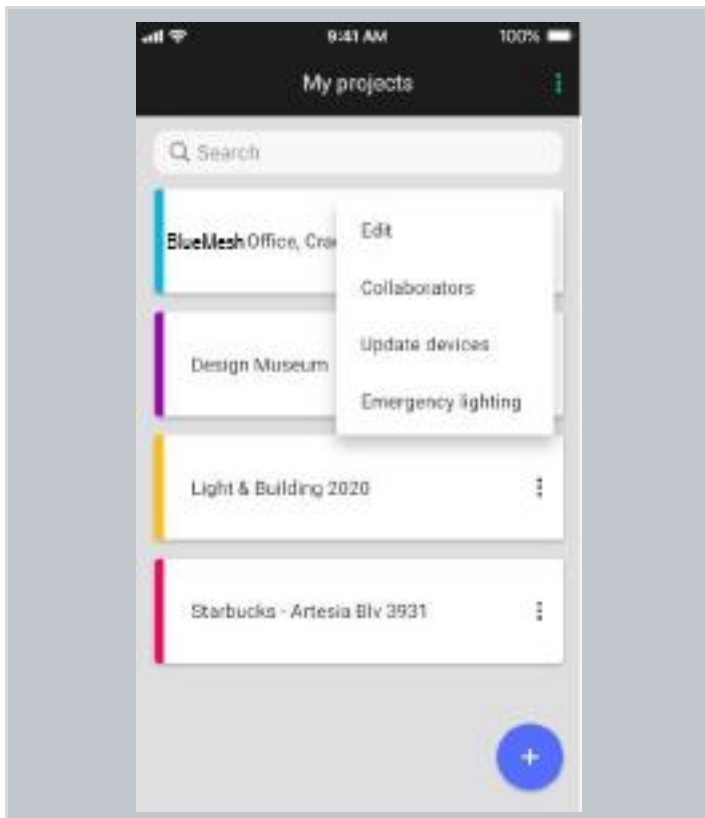 9:41 AM 100%
My projects
Search
BlueMesh Office, Cra
Edit
Collaborators
Design Museum
Update devices
Emergency lighting
Light & Building 2020
Starbucks - Artesia Blv 3931
+